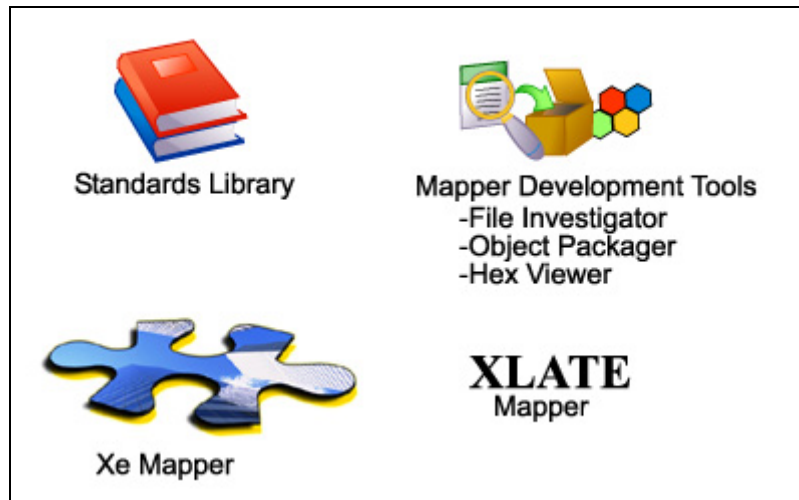 Standards Library
Mapper Development Tools
-File Investigator
-Object Packager
-Hex Viewer
Xe Mapper
XLATE
Mapper